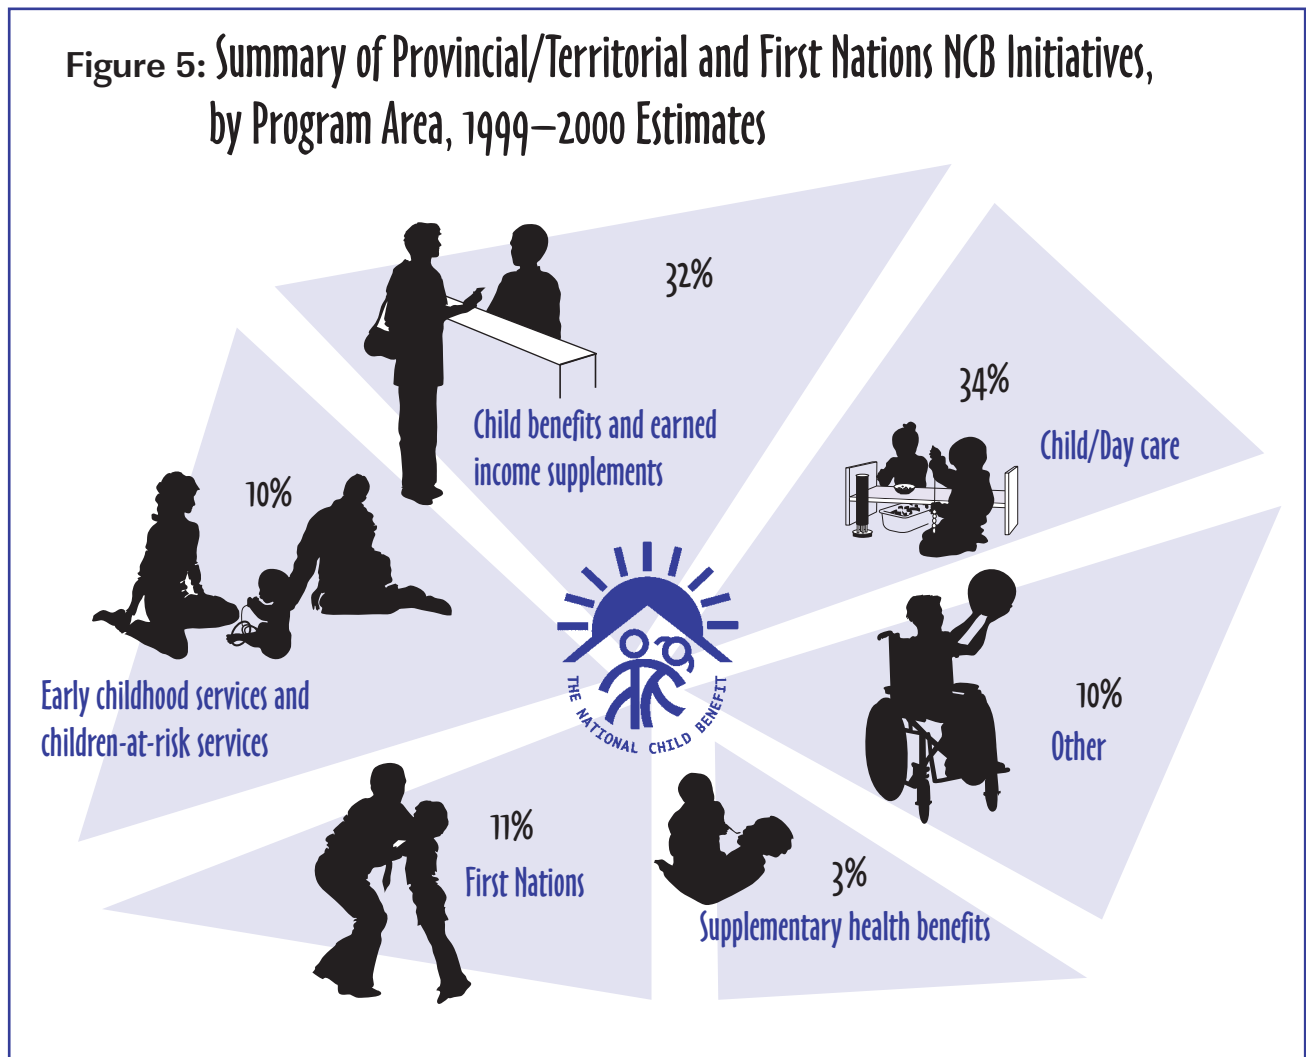 Figure 5: Summary of Provincial/Territorial and First Nations NCB Initiatives,
by Program Area, 1999–2000 Estimates
32%
Child benefits and earned
income supplements
34%
Child/Day care
10%
Early childhood services and
children-at-risk services
THE NATIONAL CHILD BENEFIT
10%
Other
11%
First Nations
3%
Supplementary health benefits